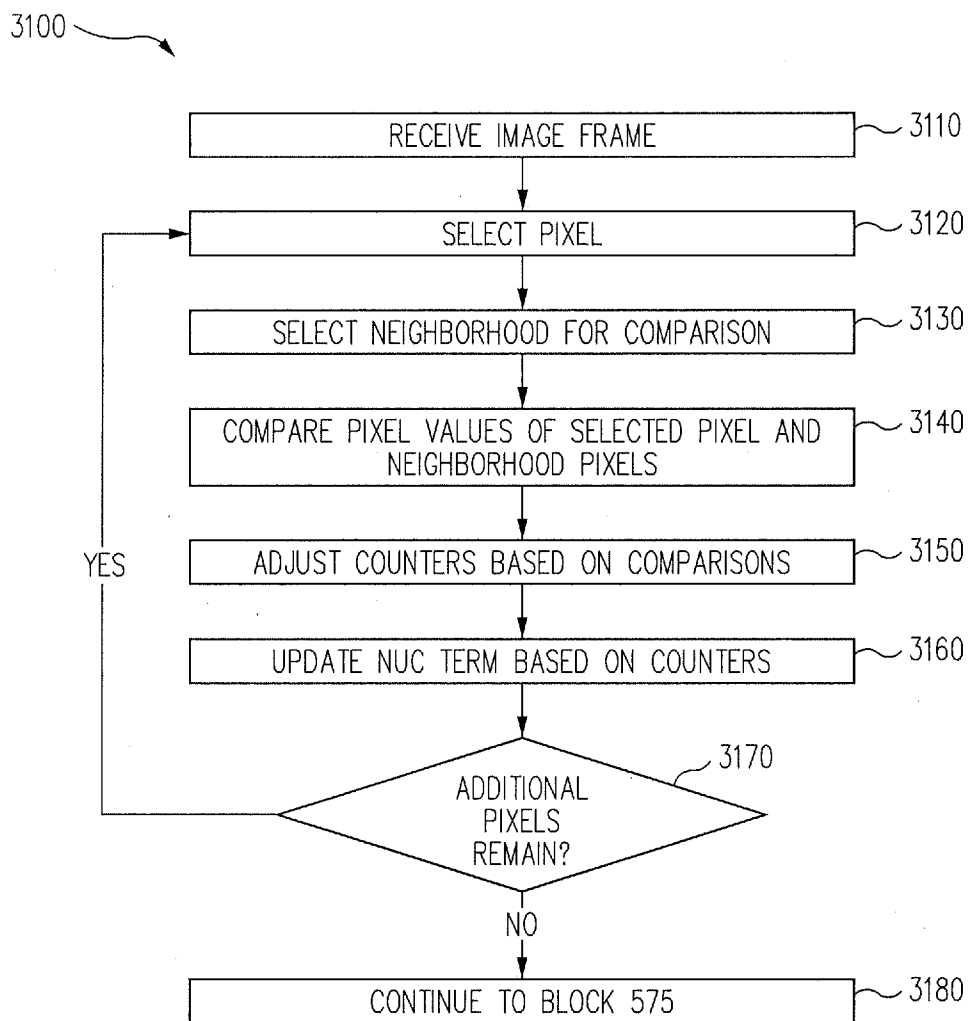 3100
RECEIVE IMAGE FRAME
3110
SELECT PIXEL
3120
SELECT NEIGHBORHOOD FOR COMPARISON
3130
COMPARE PIXEL VALUES OF SELECTED PIXEL AND
NEIGHBORHOOD PIXELS
3140
ADJUST COUNTERS BASED ON COMPARISONS
3150
YES
UPDATE NUC TERM BASED ON COUNTERS
3160
ADDITIONAL
PIXELS
REMAIN?
3170
NO
CONTINUE TO BLOCK 575
3180